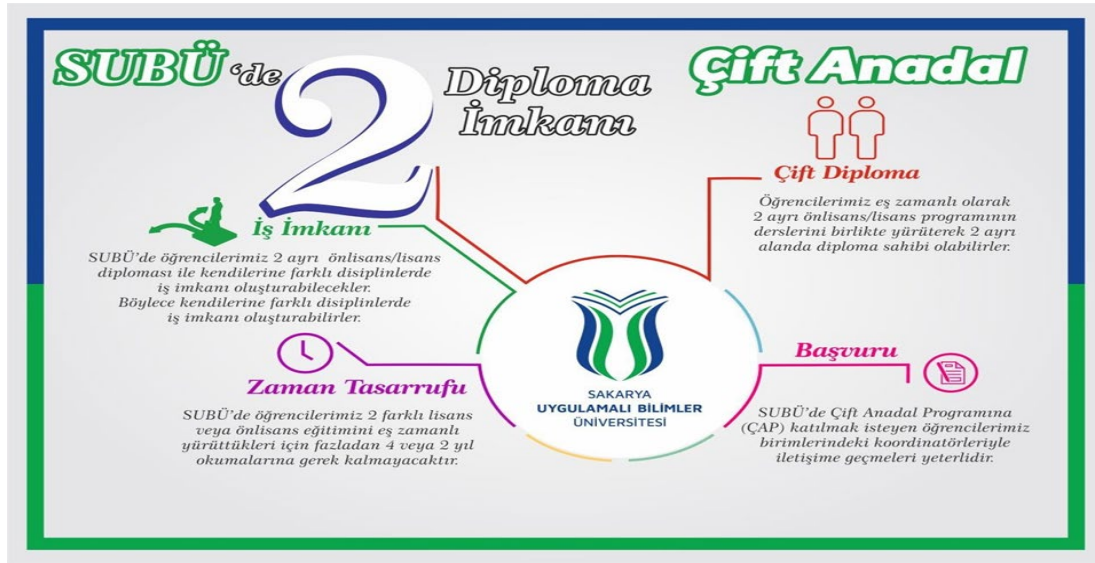 SUBÜ'de 2 Diploma
İmkanı
Çift Anadal
Çift Diploma
Öğrencilerimiz eş zamanlı olarak
2 ayrı önlisans/lisans programının
derslerini birlikte yürüterek 2 ayrı
alanda diploma sahibi olabilirler.
İş İmkanı
SUBÜ'de öğrencilerimiz 2 ayrı önlisans/lisans
diploması ile kendilerine farklı disiplinlerde
iş imkanı oluşturabilecekler.
Böylece kendilerine farklı disiplinlerde
iş imkanı oluşturabilirler.
Zaman Tasarrufu
SUBÜ'de öğrencilerimiz 2 farklı lisans
veya önlisans eğitimini eş zamanlı
yürüttükleri için fazladan 4 veya 2 yıl
okumalarına gerek kalmayacaktır.
SAKARYA
UYGULAMALI BİLİMLER
ÜNİVERSİTESİ
Başvuru
SUBÜ'de Çift Anadal Programına
(ÇAP) katılmak isteyen öğrencilerimiz
birimlerindeki koordinatörleriyle
iletişime geçmeleri yeterlidir.